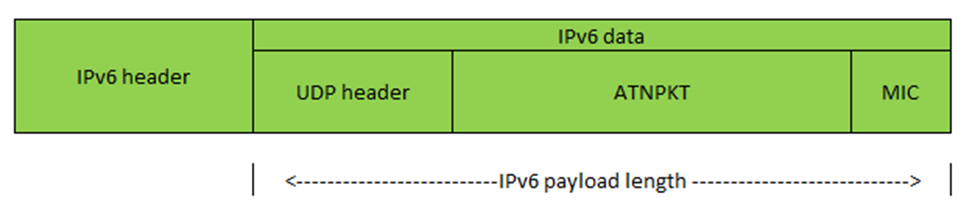 IPv6 header
IPv6 data
UDP header
ATNPKT
MIC
<---------------------------IPv6 payload length ---------------------------->